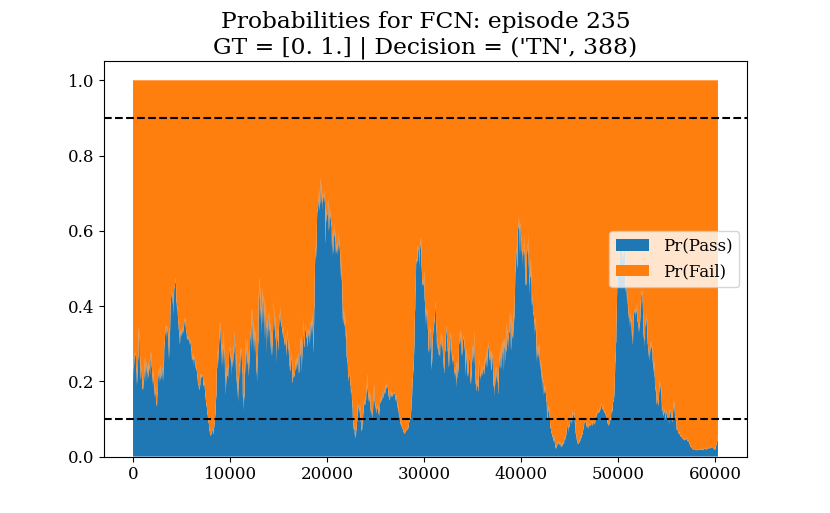 Probabilities for FCN: episode 235
GT = [0. 1.] | Decision = ('TN', 388)
1.0
0.8
0.6
0.4
0.2
0.0
Pr(Pass)
Pr(Fail)
0 10000 20000 30000 40000 50000 60000